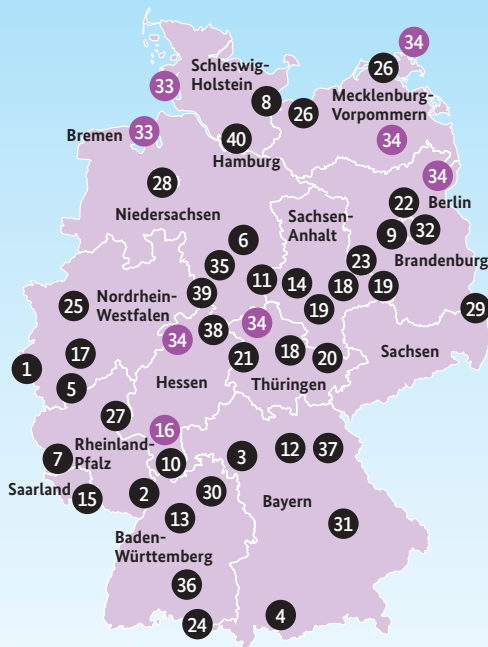 34
Schleswig-
Holstein
26
33
8
26
Mecklenburg-
Vorpommern
Bremen
33
40
34
Hamburg
34
28
22
Berlin
Niedersachsen
Sachsen-
Anhalt
9
32
6
35
23
Brandenburg
11
14
18
19
39
19
25
Nordrhein-
Westfalen
29
34
38
34
17
21
18
20
Sachsen
1
5
Hessen
Thüringen
27
16
Rheinland-
Pfalz
7
10
3
12
37
Saarland
15
2
30
Bayern
13
31
Baden-
Württemberg
36
24
4